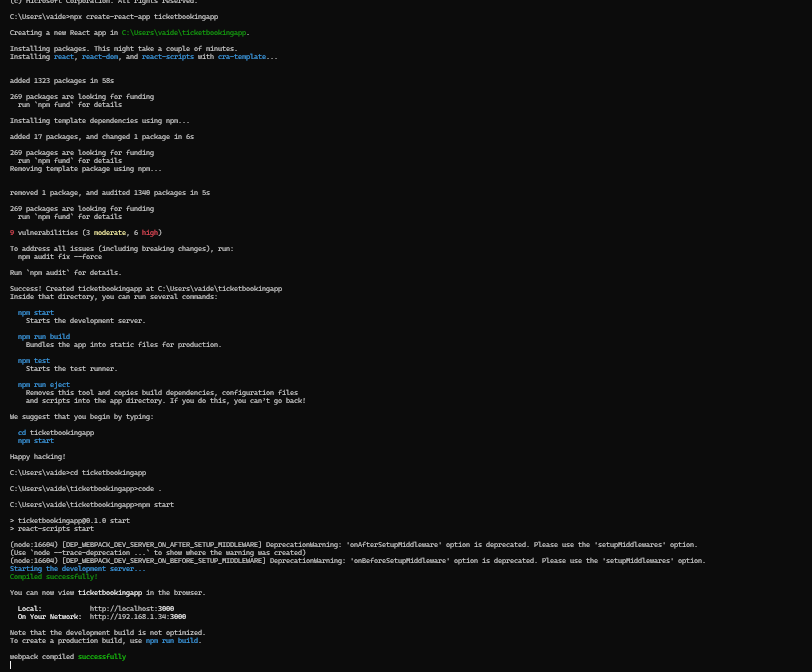 (c) Microsoft Corporation. All rights reserved.
C:\Users\vaide>npx create-react-app ticketbookingapp
Creating a new React app in C:\Users\vaide\ticketbookingapp.
Installing packages. This might take a couple of minutes.
Installing react, react-dom, and react-scripts with cra-template...
added 1323 packages in 58s
269 packages are looking for funding
  run `npm fund` for details
Installing template dependencies using npm...
added 17 packages, and changed 1 package in 6s
269 packages are looking for funding
  run `npm fund` for details
Removing template package using npm...
removed 1 package, and audited 1340 packages in 5s
269 packages are looking for funding
  run `npm fund` for details
9 vulnerabilities (3 moderate, 6 high)
To address all issues (including breaking changes), run:
  npm audit fix --force
Run `npm audit` for details.
Success! Created ticketbookingapp at C:\Users\vaide\ticketbookingapp
Inside that directory, you can run several commands:
  npm start
    Starts the development server.
  npm run build
    Bundles the app into static files for production.
  npm test
    Starts the test runner.
  npm run eject
    Removes this tool and copies build dependencies, configuration files
    and scripts into the app directory. If you do this, you can't go back!
We suggest that you begin by typing:
  cd ticketbookingapp
  npm start
Happy hacking!
C:\Users\vaide>cd ticketbookingapp
C:\Users\vaide\ticketbookingapp>code .
C:\Users\vaide\ticketbookingapp>npm start
> ticketbookingapp@0.1.0 start
> react-scripts start
(node:16604) [DEP_WEBPACK_DEV_SERVER_ON_AFTER_SETUP_MIDDLEWARE] DeprecationWarning: 'onAfterSetupMiddleware' option is deprecated. Please use the 'setupMiddlewares' option.
(Use `node --trace-deprecation ...` to show where the warning was created)
(node:16604) [DEP_WEBPACK_DEV_SERVER_ON_BEFORE_SETUP_MIDDLEWARE] DeprecationWarning: 'onBeforeSetupMiddleware' option is deprecated. Please use the 'setupMiddlewares' option.
Starting the development server...
Compiled successfully!
You can now view ticketbookingapp in the browser.
  Local:            http://localhost:3000
  On Your Network:  http://192.168.1.34:3000
Note that the development build is not optimized.
To create a production build, use npm run build.
webpack compiled successfully